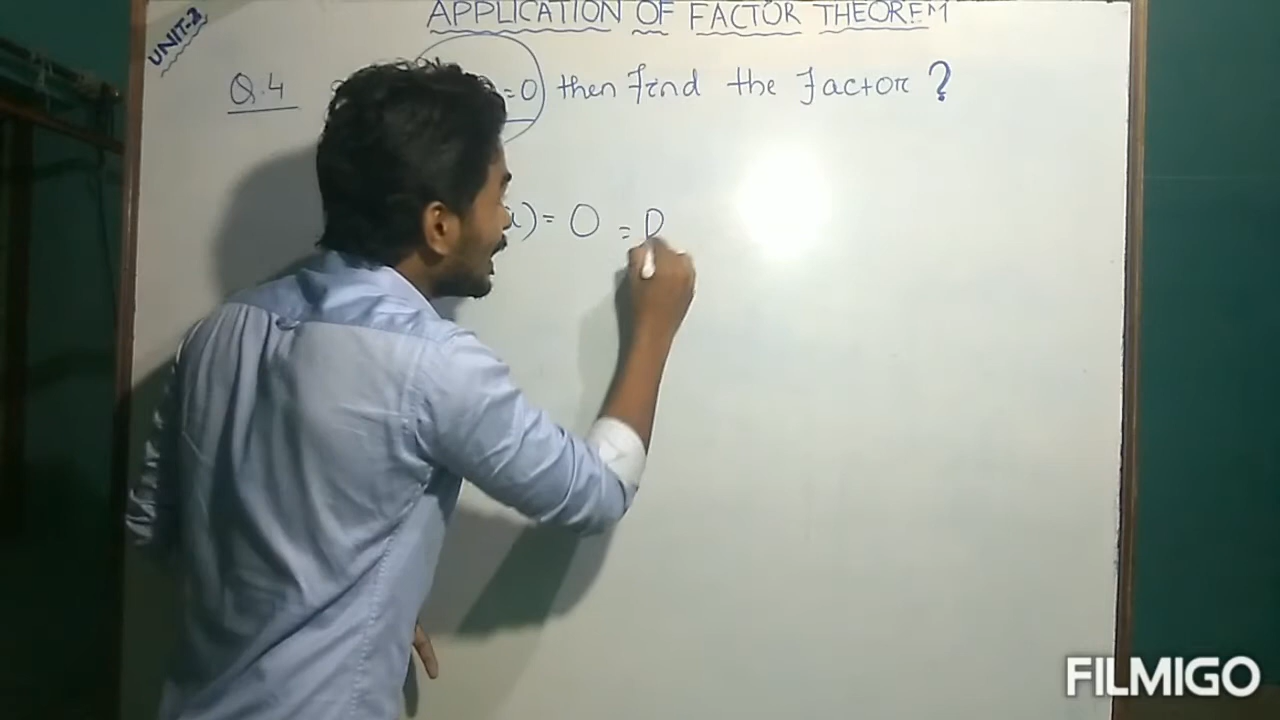 APPLICATION OF FACTOR THEOREM
UNIT-2
Q.4 =0) then find the factor ?
) = 0 = P
FILMIGO